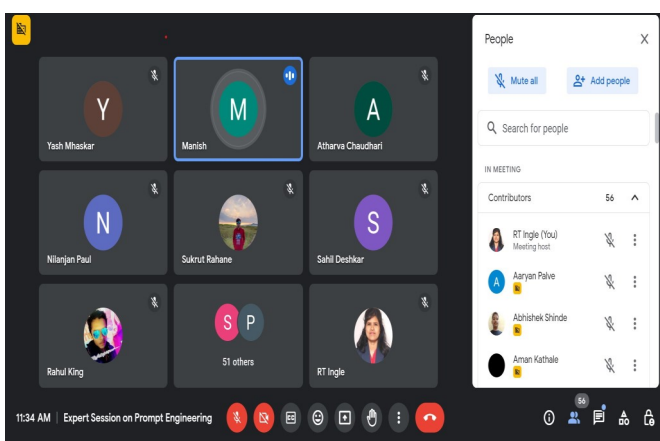 Y
Yash Mhaskar
M
Manish
A
Atharva Chaudhari
N
Nilanjan Paul
Sukrut Rahane
S
Sahil Deshkar
Rahul King
S P
51 others
RT Ingle
11:34 AM | Expert Session on Prompt Engineering
CC
People
Mute all
Add people
Search for people
IN MEETING
Contributors 56
RT Ingle (You)
Meeting host
A
Aaryan Palve
Abhishek Shinde
Aman Kathale
56